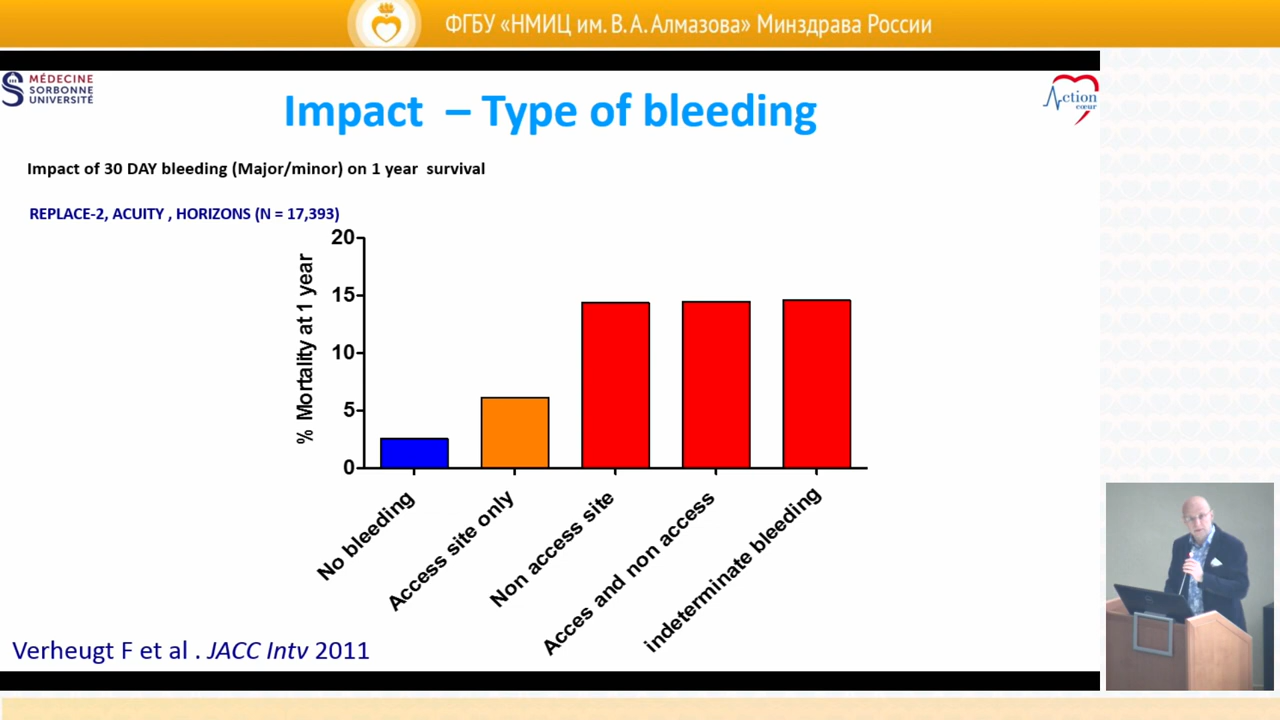 ФГБУ «НМИЦ им. В. А. Алмазова» Минздрава России
MÉDECINE
SORBONNE
UNIVERSITÉ
Action
cœur
Impact – Type of bleeding
Impact of 30 DAY bleeding (Major/minor) on 1 year survival
REPLACE-2, ACUITY , HORIZONS (N = 17,393)
% Mortality at 1 year
20
15
10
5
0
No bleeding
Access site only
Non access site
Acces and non access
indeterminate bleeding
Verheugt F et al . JACC Intv 2011